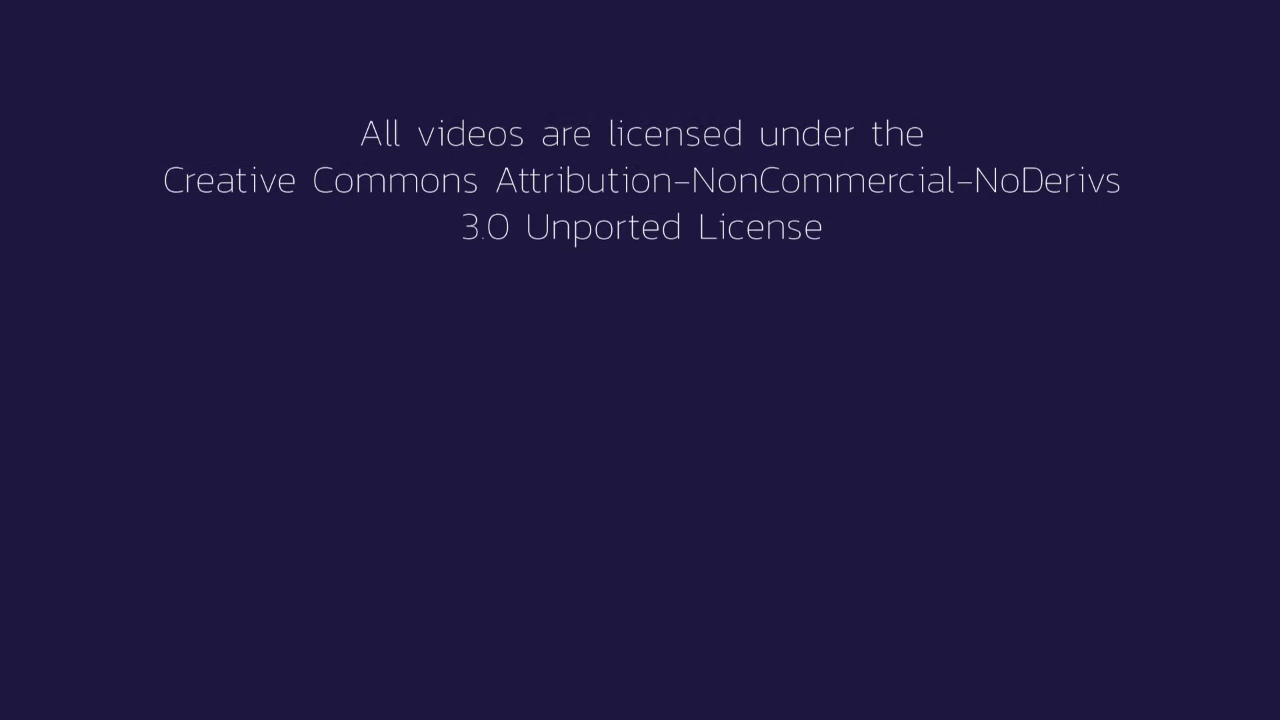 All videos are licensed under the
Creative Commons Attribution-NonCommercial-NoDerivs
3.0 Unported License